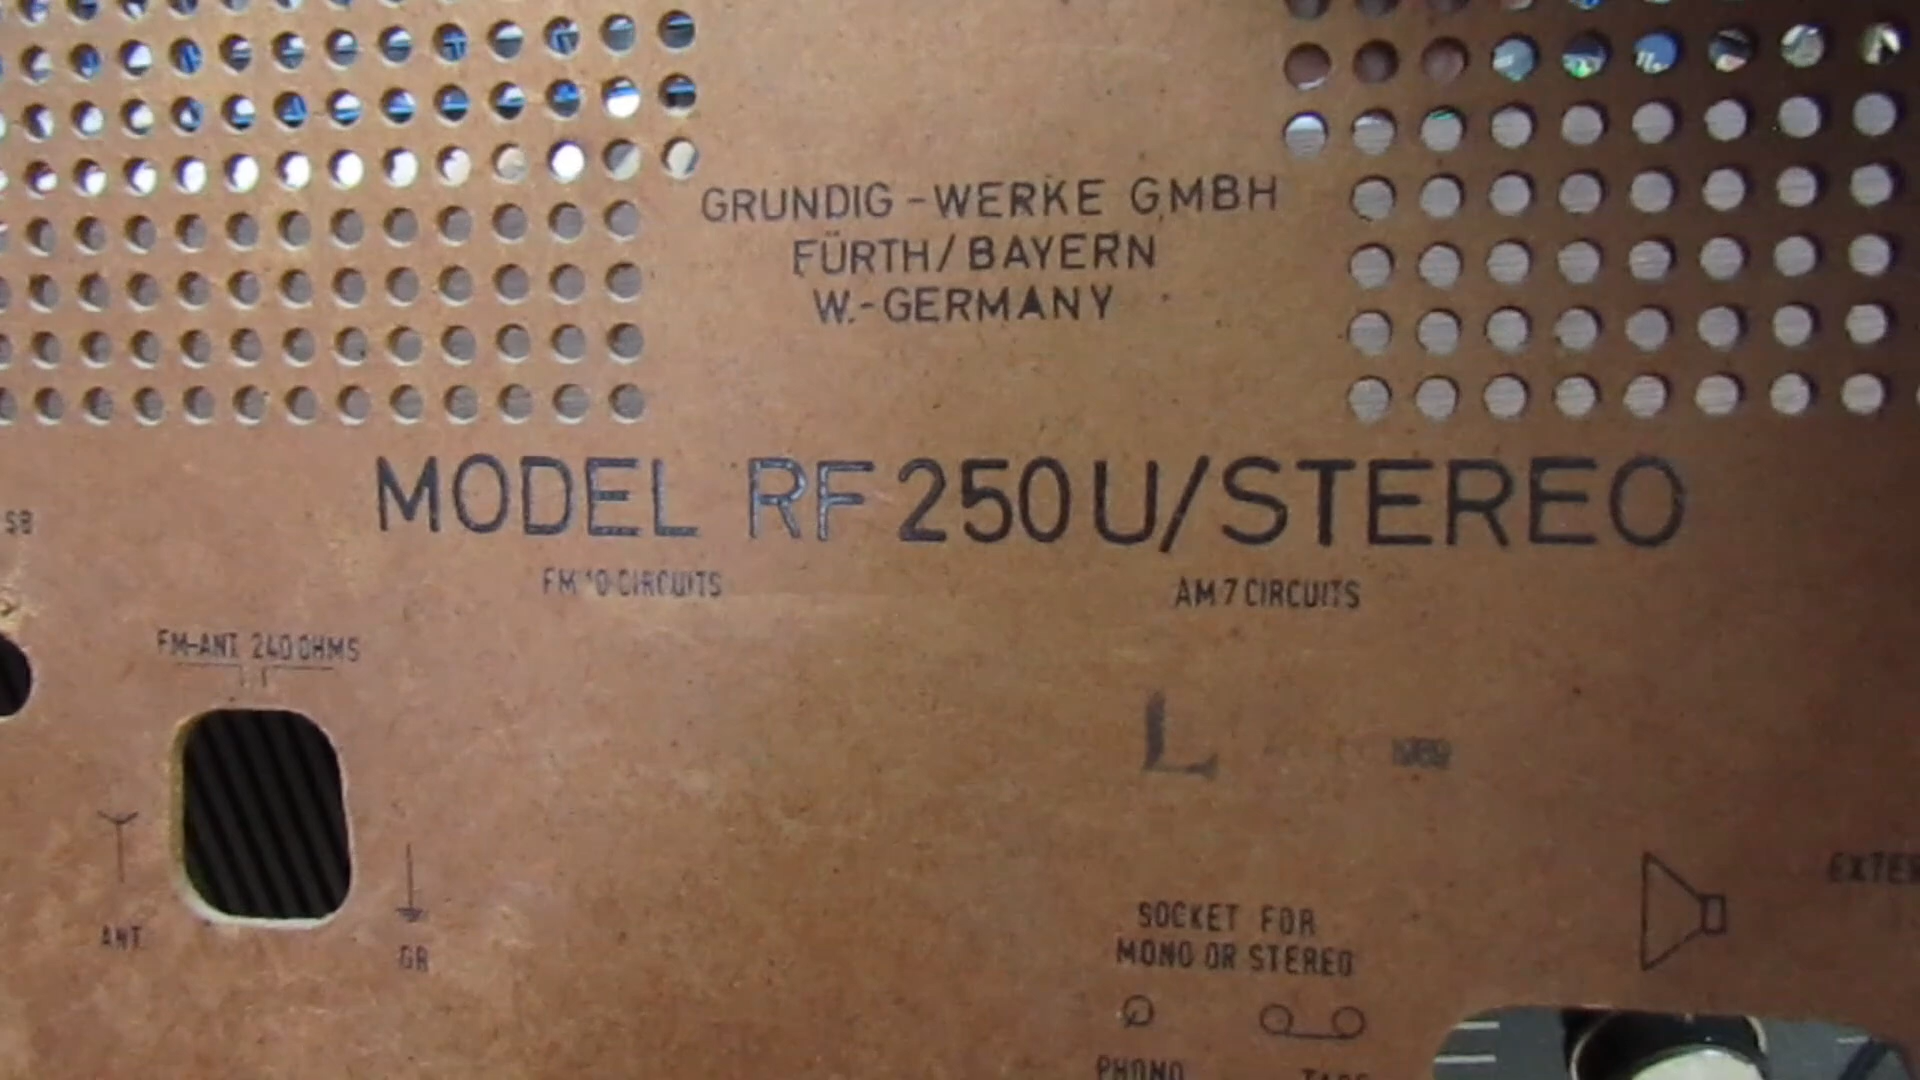 GRUNDIG-WERKE GMBH
FÜRTH/BAYERN
W.-GERMANY
MODEL RF 250 U/STEREO
FM 10 CIRCUITS
AM 7 CIRCUITS
FM-ANT. 240 OHMS
L
ANT.
SOCKET FOR
MONO OR STEREO
PHONO